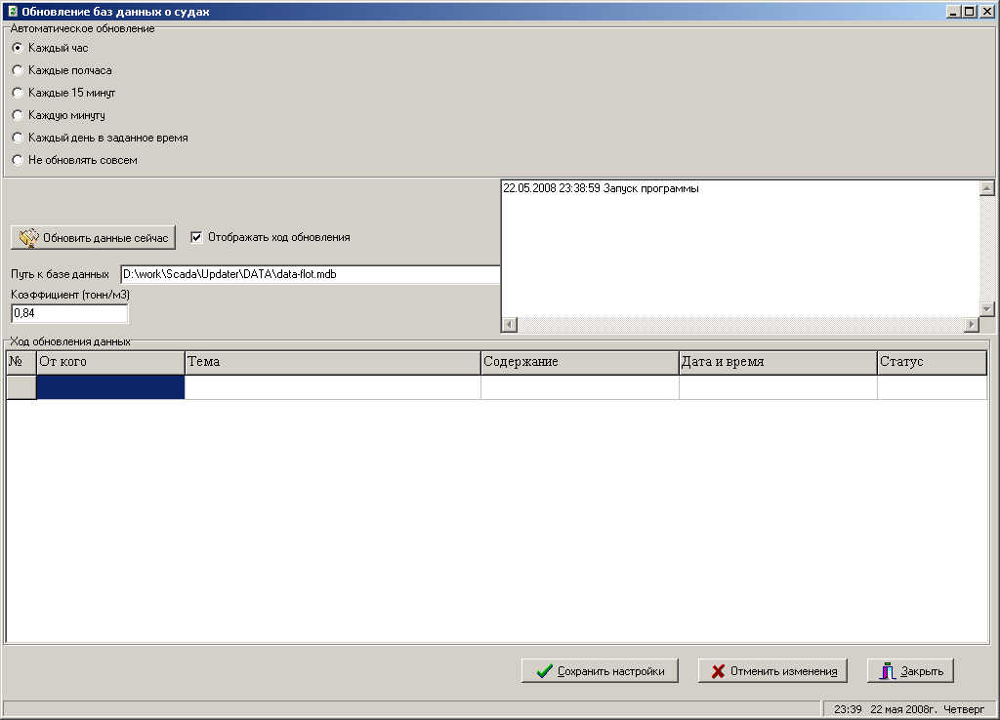 Обновление баз данных о судах
Автоматическое обновление
Каждый час
Каждые полчаса
Каждые 15 минут
Каждую минуту
Каждый день в заданное время
Не обновлять совсем
22.05.2008 23:38:59 Запуск программы
Обновить данные сейчас
Отображать ход обновления
Путь к базе данных
D:\work\Scada\Updater\DATA\data-flot.mdb
Коэффициент (тонн/м3)
0,84
Ход обновления данных
№ От кого Тема Содержание Дата и время Статус
Сохранить настройки Отменить изменения Закрыть
23:39 22 мая 2008г. Четверг